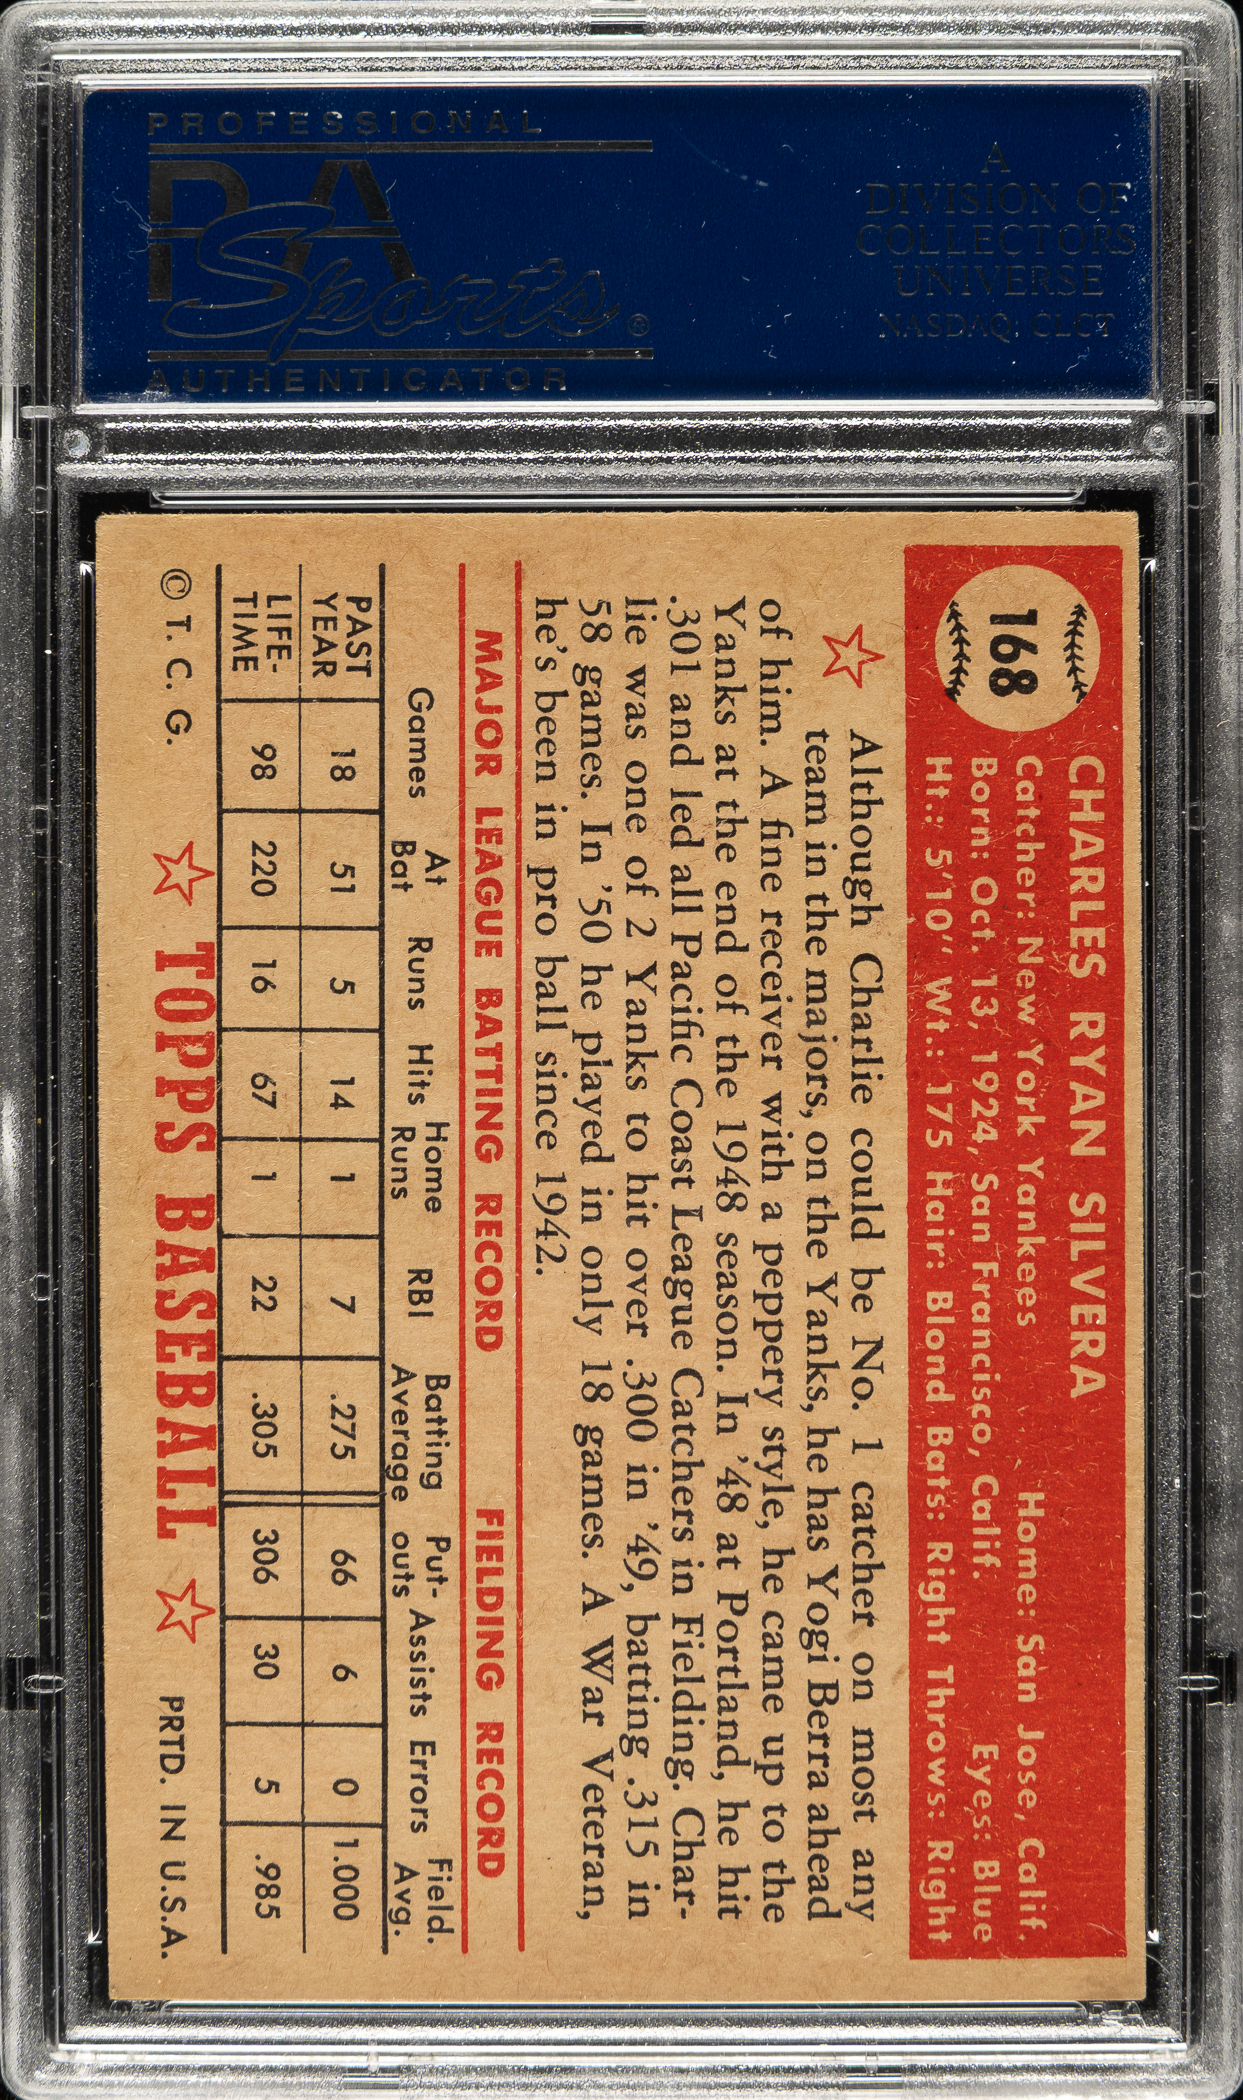 PROFESSIONAL
PSA
Sports ®
AUTHENTICATOR
A
DIVISION OF
COLLECTORS
UNIVERSE
NASDAQ: CLCT
168
CHARLES RYAN SILVERA
Catcher: New York Yankees Home: San Jose, Calif.
Born: Oct. 13, 1924, San Francisco, Calif. Eyes: Blue
Ht.: 5'10" Wt.: 175 Hair: Blond Bats: Right Throws: Right
Although Charlie could be No. 1 catcher on most any
team in the majors, on the Yanks, he has Yogi Berra ahead
of him. A fine receiver with a peppery style, he came up to the
Yanks at the end of the 1948 season. In '48 at Portland, he hit
.301 and led all Pacific Coast League Catchers in Fielding. Char-
lie was one of 2 Yanks to hit over .300 in '49, batting .315 in
58 games. In '50 he played in only 18 games. A War Veteran,
he's been in pro ball since 1942.
MAJOR LEAGUE BATTING RECORD FIELDING RECORD
Games At Bat Runs Hits Home Runs RBI Batting Average Put-outs Assists Errors Field. Avg.
PAST YEAR 18 51 5 14 1 7 .275 66 6 0 1.000
LIFE-TIME 98 220 16 67 1 22 .305 306 30 5 .985
© T. C. G. TOPPS BASEBALL PRTD. IN U.S.A.
PSA